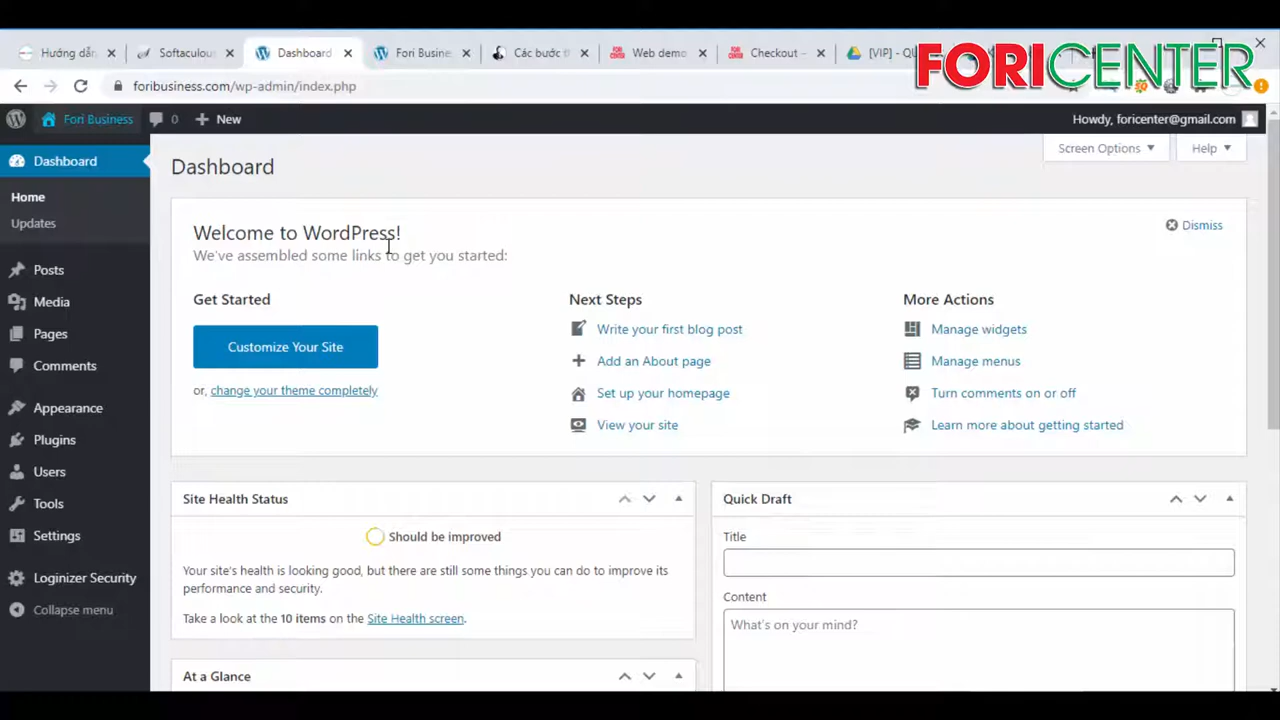 Hướng dẫn
Softaculous
Dashboard
Fori Busine
Các bước t
Web demo
Checkout –
[VIP] - QU
FORICENTER
foribusiness.com/wp-admin/index.php
Fori Business
0
New
Howdy, foricenter@gmail.com
Dashboard
Home
Updates
Posts
Media
Pages
Comments
Appearance
Plugins
Users
Tools
Settings
Loginizer Security
Collapse menu
Dashboard
Screen Options
Help
Welcome to WordPress!
We've assembled some links to get you started:
Dismiss
Get Started
Customize Your Site
or, change your theme completely
Next Steps
Write your first blog post
Add an About page
Set up your homepage
View your site
More Actions
Manage widgets
Manage menus
Turn comments on or off
Learn more about getting started
Site Health Status
Should be improved
Your site's health is looking good, but there are still some things you can do to improve its
performance and security.
Take a look at the 10 items on the Site Health screen.
At a Glance
Quick Draft
Title
Content
What's on your mind?